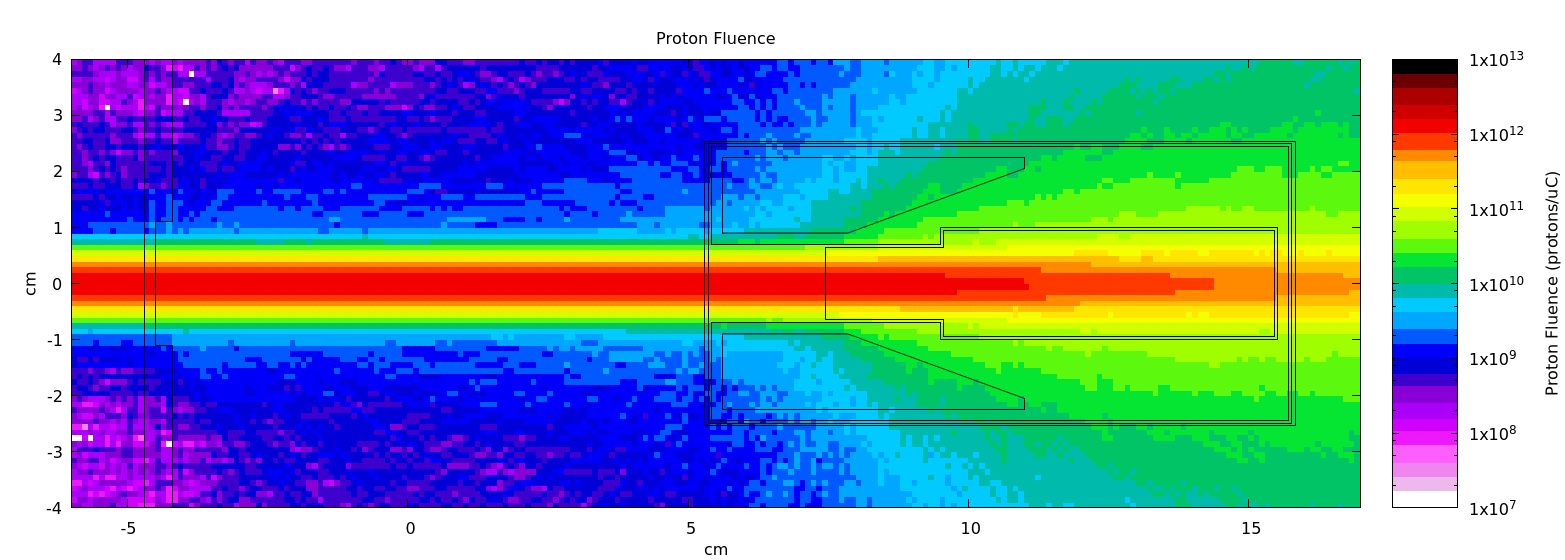 Proton Fluence
4
3
2
1
0
-1
-2
-3
-4
cm
-5
0
5
10
15
cm
1x10^13
1x10^12
1x10^11
1x10^10
1x10^9
1x10^8
1x10^7
Proton Fluence (protons/uC)